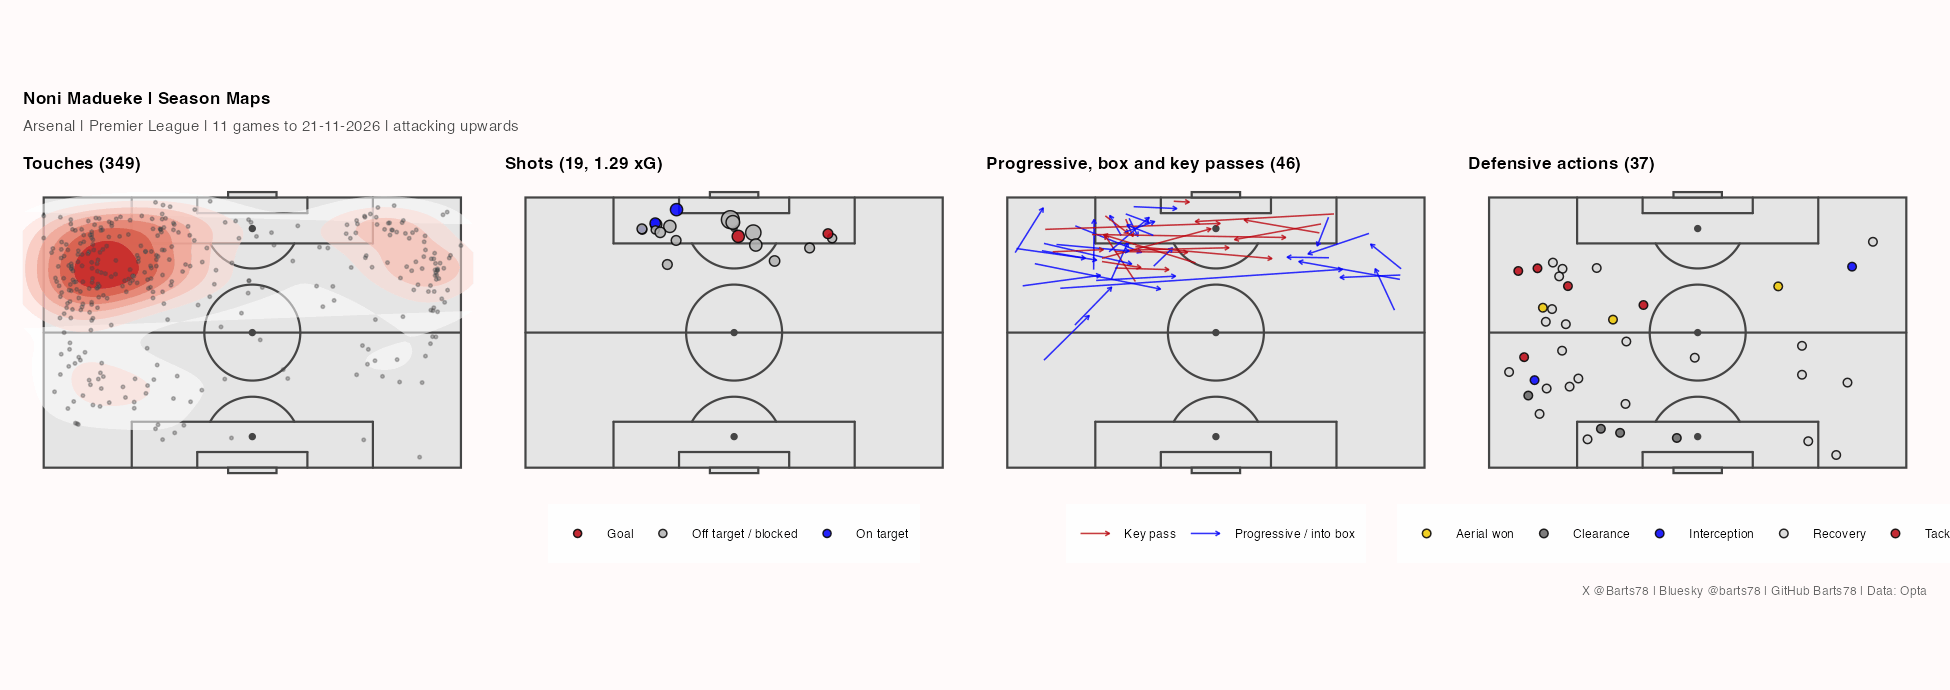 Noni Madueke | Season Maps
Arsenal | Premier League | 11 games to 21-11-2026 | attacking upwards
Touches (349)
Shots (19, 1.29 xG)
Progressive, box and key passes (46)
Defensive actions (37)
Goal
Off target / blocked
On target
Key pass
Progressive / into box
Aerial won
Clearance
Interception
Recovery
Tack
X @Barts78 | Bluesky @barts78 | GitHub Barts78 | Data: Opta